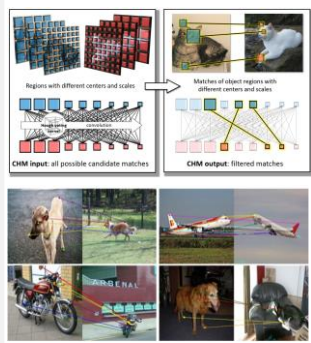 Regions with different centers and scales
convolution
CHM input: all possible candidate matches
Matches of object regions with
different centers and scales
CHM output: filtered matches
ARSENAL